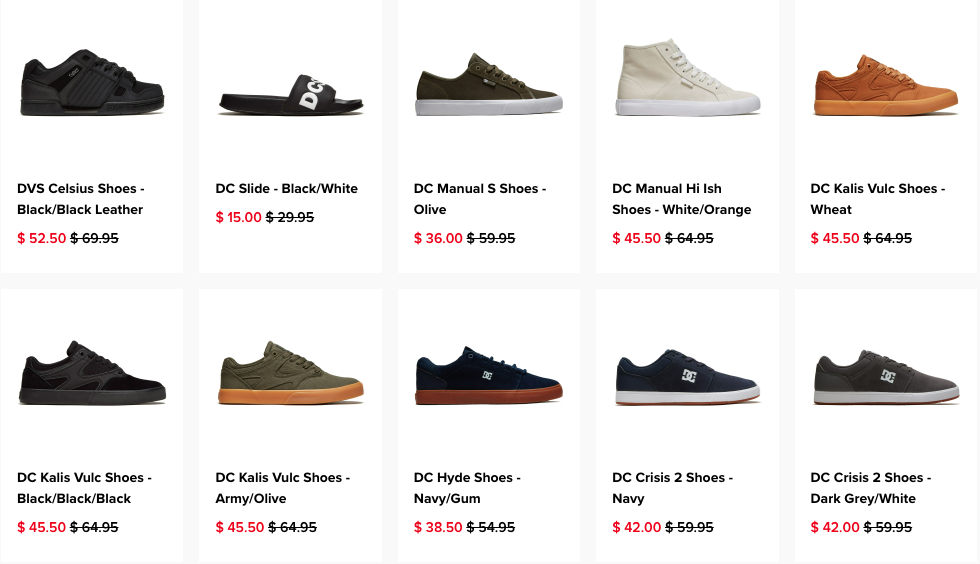 DC
DVS Celsius Shoes -
Black/Black Leather
$ 52.50 $ 69.95
DC Slide - Black/White
$ 15.00 $ 29.95
DC Manual S Shoes -
Olive
$ 36.00 $ 59.95
DC Manual Hi Ish
Shoes - White/Orange
$ 45.50 $ 64.95
DC Kalis Vulc Shoes -
Wheat
$ 45.50 $ 64.95
DC
DC
DC
DC Kalis Vulc Shoes -
Black/Black/Black
$ 45.50 $ 64.95
DC Kalis Vulc Shoes -
Army/Olive
$ 45.50 $ 64.95
DC Hyde Shoes -
Navy/Gum
$ 38.50 $ 54.95
DC Crisis 2 Shoes -
Navy
$ 42.00 $ 59.95
DC Crisis 2 Shoes -
Dark Grey/White
$ 42.00 $ 59.95